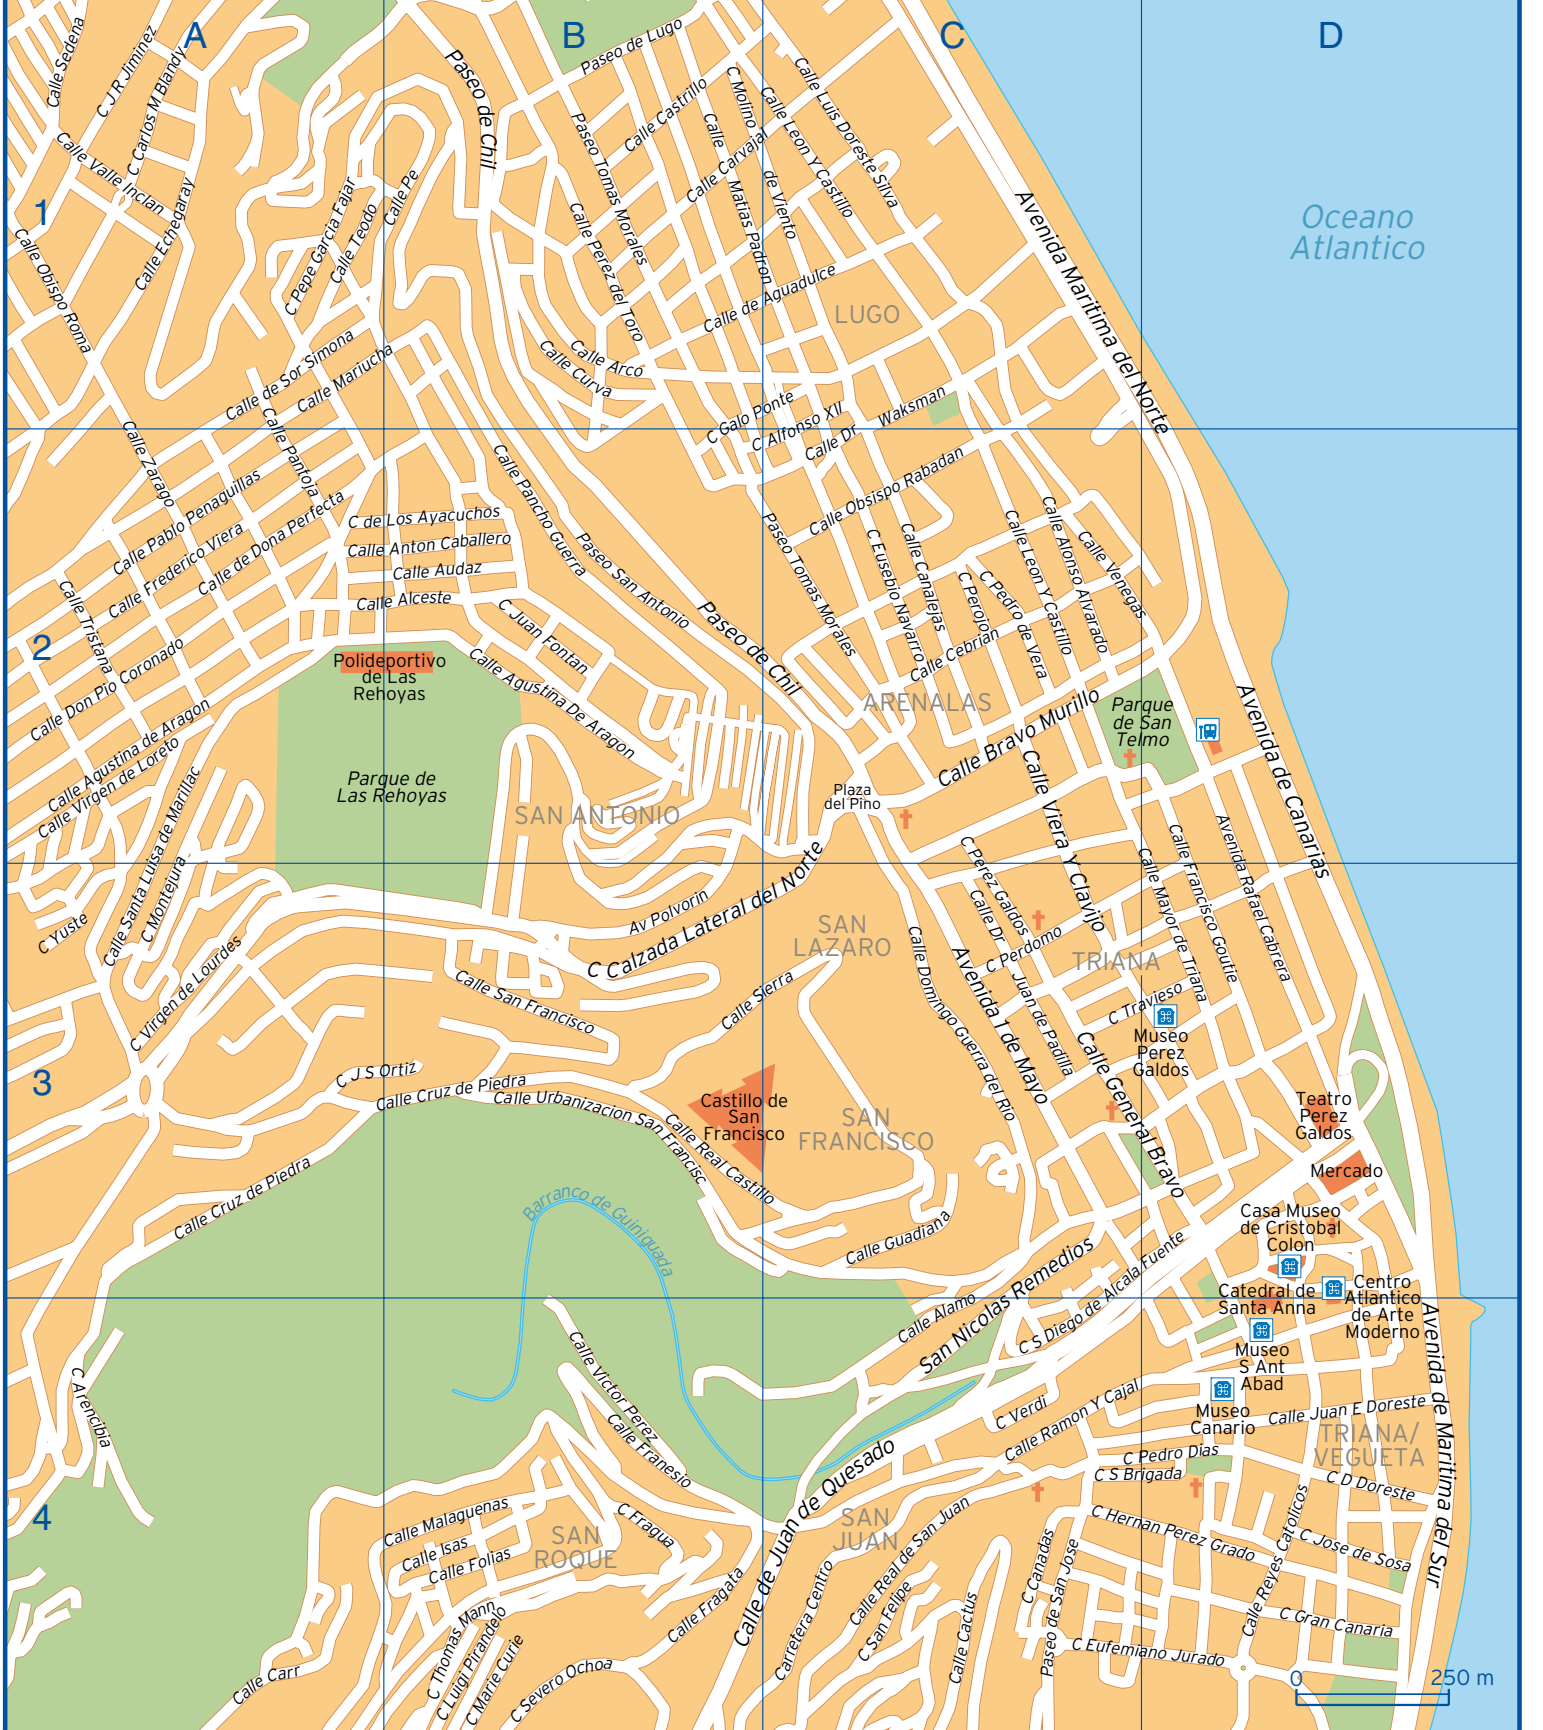 A
B
C
D
1
2
3
4
Calle Sedena
C J R Jiminez
C Carlos M Blandy
Calle Valle Inclan
Calle Echegaray
Calle Obispo Roma
C Pepe Garcia Fajar
Calle Teodo
Calle Pe
Paseo de Chil
Paseo de Lugo
Calle Castrillo
Calle Carvajal
C Molino
de Viento
Calle
Matias Padron
Calle Luis Doreste Silva
Calle Leon Y Castillo
Paseo Tomas Morales
Calle Perez del Toro
Calle de Aguadulce
LUGO
Avenida Maritima del Norte
Oceano
Atlantico
Calle Arco
Calle Curva
Calle de Sor Simona
Calle Mariucha
C Galo Ponte
C Alfonso XII
Calle Dr
Waksman
Calle Zarago
Calle Pantoja
Calle Pablo Penaguillas
Calle Frederico Viera
Calle de Dona Perfecta
C de Los Ayacuchos
Calle Anton Caballero
Calle Audaz
Calle Alceste
Calle Pancho Guerra
Paseo San Antonio
Calle Obsispo Rabadan
Paseo Tomas Morales
C Eusebio Navarro
Calle Canalejas
C Perojo
C Pedro de Vera
Calle Leon Y Castillo
Calle Alonso Alvarado
Calle Venegas
Calle Cebrian
Calle Tristana
Calle Don Pio Coronado
Calle Agustina de Aragon
Calle Virgen de Loreto
C Juan Fontan
Calle Agustina De Aragon
Paseo de Chil
Polideportivo
de Las
Rehoyas
Parque de
Las Rehoyas
ARENALAS
Calle Bravo Murillo
Parque
de San
Telmo
Avenida de Canarias
SAN ANTONIO
Plaza
del Pino
Calle Santa Luisa de Marillac
C Montejura
C Yuste
C Virgen de Lourdes
Av Polvorin
C Calzada Lateral del Norte
SAN
LAZARO
Calle Viera Y Clavijo
C Perez Galdos
Calle Dr
C Perdomo
Calle Mayor de Triana
Calle Francisco Goutie
Avenida Rafael Cabrera
TRIANA
C Travieso
Museo
Perez
Galdos
Calle Domingo Guerra del Rio
Avenida 1 de Mayo
Juan de Padilla
Calle General Bravo
Calle San Francisco
Calle Sierra
C J S Ortiz
Calle Cruz de Piedra
Calle Urbanizacion San Francisc
Castillo de
San
Francisco
SAN
FRANCISCO
Calle Real Castillo
Teatro
Perez
Galdos
Mercado
Calle Cruz de Piedra
Barranco de Guiniguada
Calle Guadiana
Casa Museo
de Cristobal
Colon
Catedral de
Santa Anna
Centro
Atlantico
de Arte
Moderno
Calle Alamo
San Nicolas Remedios
C S Diego de Alcala Fuente
Museo
S Ant
Abad
Museo
Canario
C Arencibia
Calle Victor Perez
Calle Franesio
C Verdi
Calle Ramon Y Cajal
Calle Juan E Doreste
TRIANA/
VEGUETA
C Pedro Dias
C S Brigada
C D Doreste
Avenida de Maritima del Sur
Calle Malaguenas
Calle Isas
Calle Folias
SAN
ROQUE
C Fragua
Calle de Juan de Quesado
SAN
JUAN
Calle Real de San Juan
C Hernan Perez Grado
Calle Reyes Catolicos
C Jose de Sosa
C Gran Canaria
Calle Fragata
Carretera Centro
C San Felipe
Calle Cactus
C Canadas
Paseo de San Jose
C Eufemiano Jurado
Calle Carr
C Thomas Mann
C Luigi Pirandelo
C Marie Curie
C Severo Ochoa
0
250 m